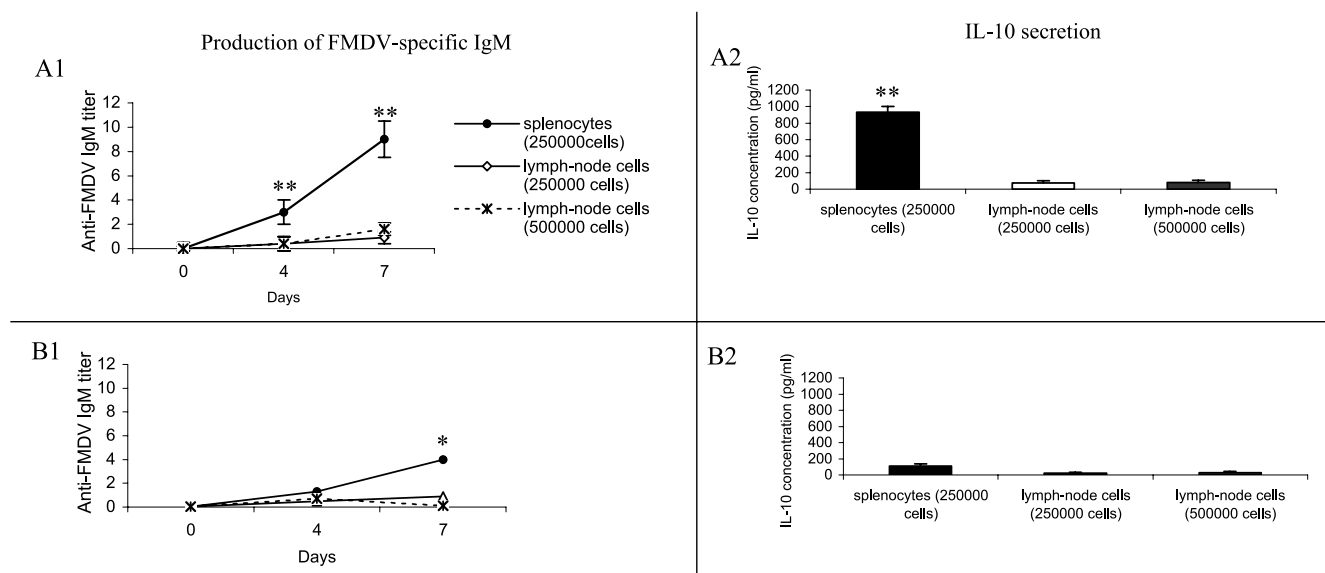 Production of FMDV-specific IgM
IL-10 secretion
A1
Anti-FMDV IgM titer
12
10
8
6
4
2
0
**
**
0
4
7
Days
splenocytes
(250000cells)
lymph-node cells
(250000 cells)
lymph-node cells
(500000 cells)
A2
IL-10 concentration (pg/ml)
1200
1000
800
600
400
200
0
**
splenocytes (250000
cells)
lymph-node cells
(250000 cells)
lymph-node cells
(500000 cells)
B1
Anti-FMDV IgM titer
12
10
8
6
4
2
0
*
0
4
7
Days
B2
IL-10 concentration (pg/ml)
1200
1000
800
600
400
200
0
splenocytes (250000
cells)
lymph-node cells
(250000 cells)
lymph-node cells
(500000 cells)